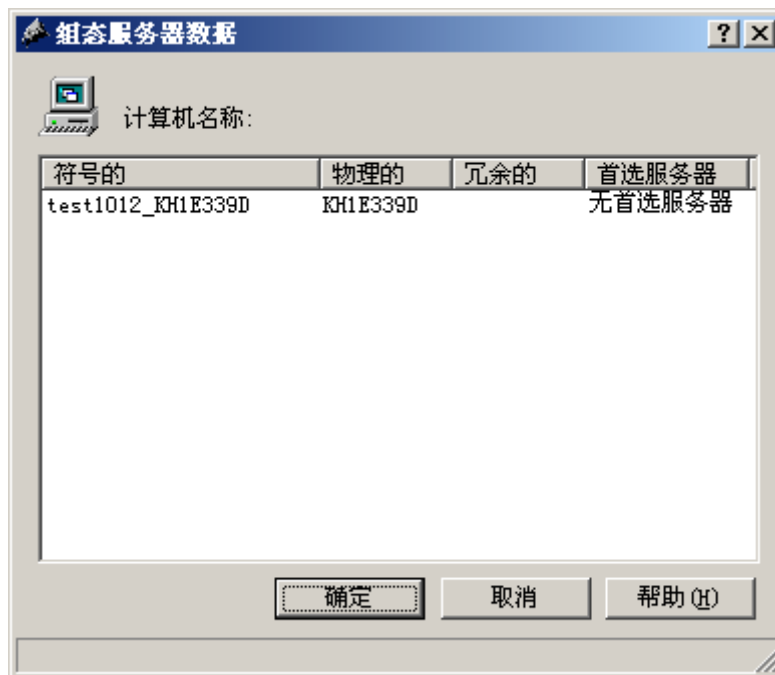 组态服务器数据
计算机名称:
符号的 物理的 冗余的 首选服务器
test1012_KH1E339D KH1E339D 无首选服务器
确定 取消 帮助(H)